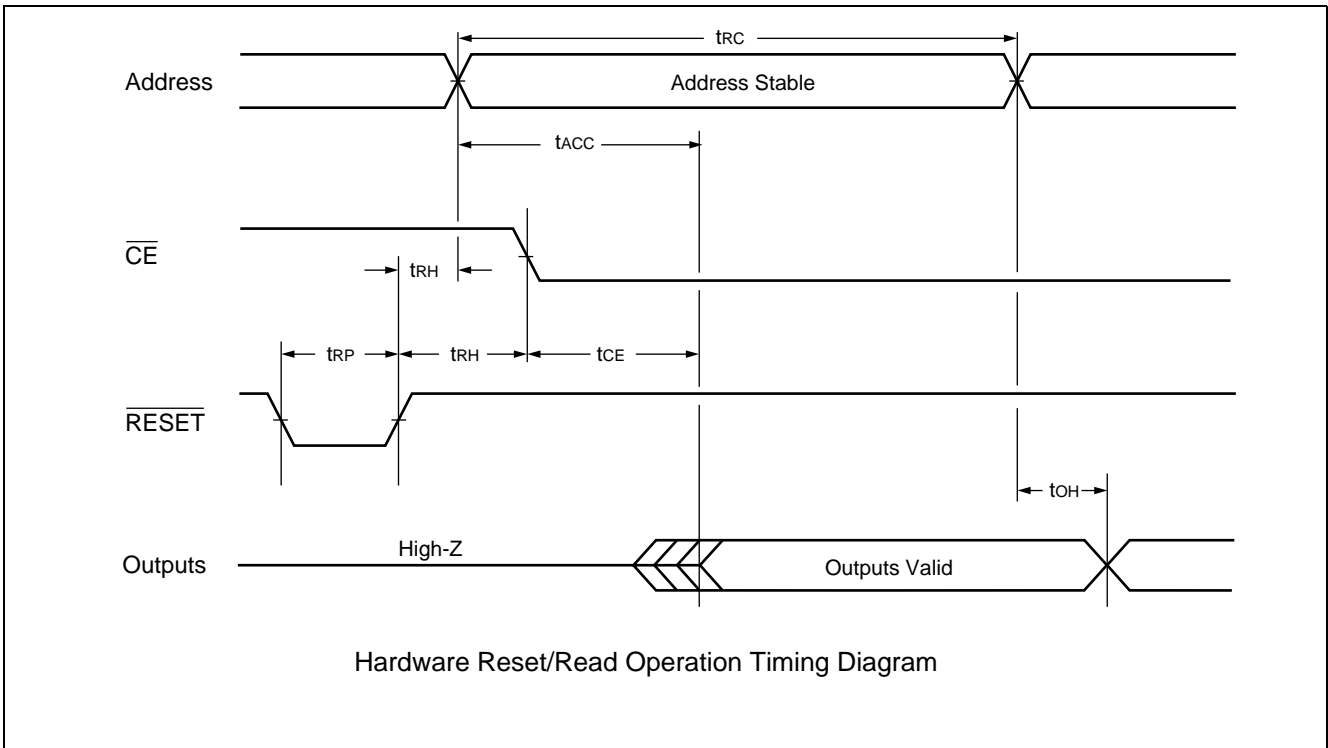 tRC
Address
Address Stable
tACC
CE
tRH
tRP
tRH
tCE
RESET
tOH
High-Z
Outputs
Outputs Valid
Hardware Reset/Read Operation Timing Diagram